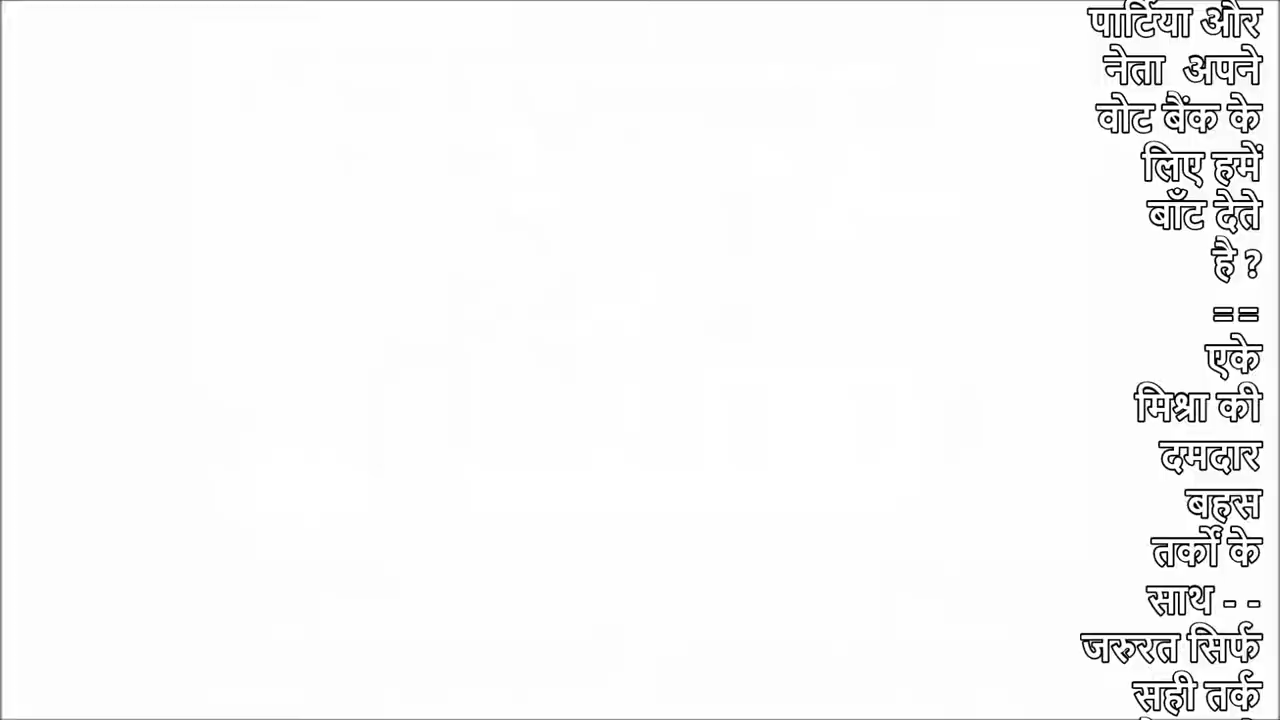 पार्टिया और
नेता अपने
वोट बैंक के
लिए हमें
बाँट देते
है ?
==
एके
मिश्रा की
दमदार
बहस
तर्कों के
साथ - -
जरुरत सिर्फ
सही तर्क